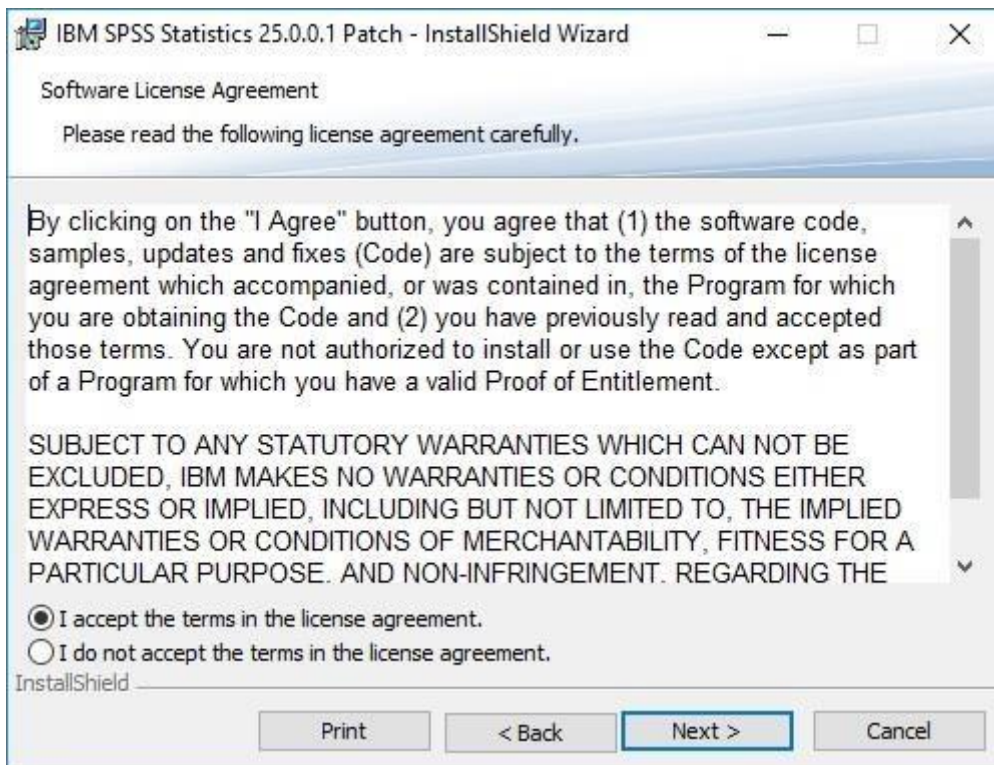 IBM SPSS Statistics 25.0.0.1 Patch - InstallShield Wizard
Software License Agreement
Please read the following license agreement carefully.
By clicking on the "I Agree" button, you agree that (1) the software code,
samples, updates and fixes (Code) are subject to the terms of the license
agreement which accompanied, or was contained in, the Program for which
you are obtaining the Code and (2) you have previously read and accepted
those terms. You are not authorized to install or use the Code except as part
of a Program for which you have a valid Proof of Entitlement.
SUBJECT TO ANY STATUTORY WARRANTIES WHICH CAN NOT BE
EXCLUDED, IBM MAKES NO WARRANTIES OR CONDITIONS EITHER
EXPRESS OR IMPLIED, INCLUDING BUT NOT LIMITED TO, THE IMPLIED
WARRANTIES OR CONDITIONS OF MERCHANTABILITY, FITNESS FOR A
PARTICULAR PURPOSE. AND NON-INFRINGEMENT. REGARDING THE
I accept the terms in the license agreement.
I do not accept the terms in the license agreement.
InstallShield
Print
< Back
Next >
Cancel